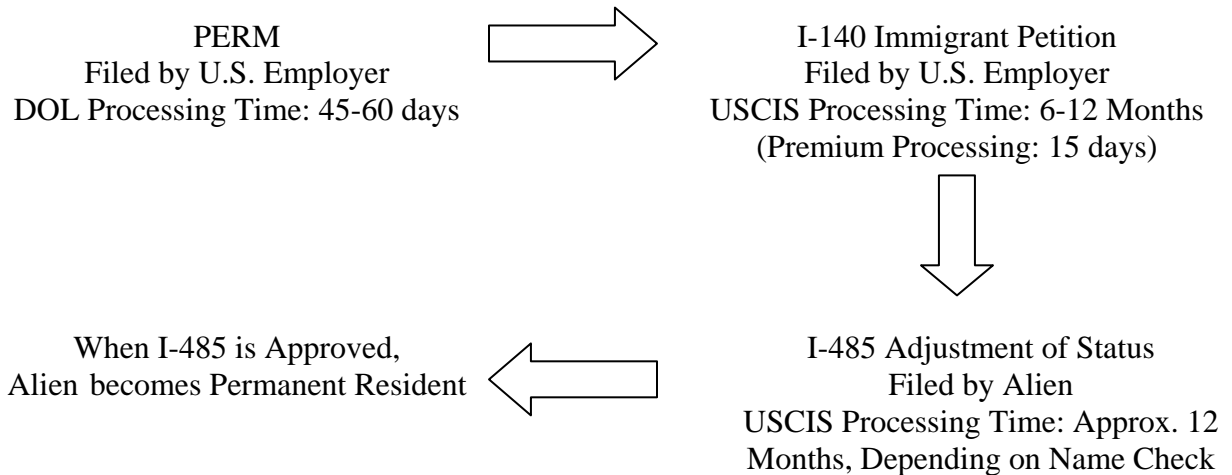 PERM
Filed by U.S. Employer
DOL Processing Time: 45-60 days
I-140 Immigrant Petition
Filed by U.S. Employer
USCIS Processing Time: 6-12 Months
(Premium Processing: 15 days)
I-485 Adjustment of Status
Filed by Alien
USCIS Processing Time: Approx. 12
Months, Depending on Name Check
When I-485 is Approved,
Alien becomes Permanent Resident